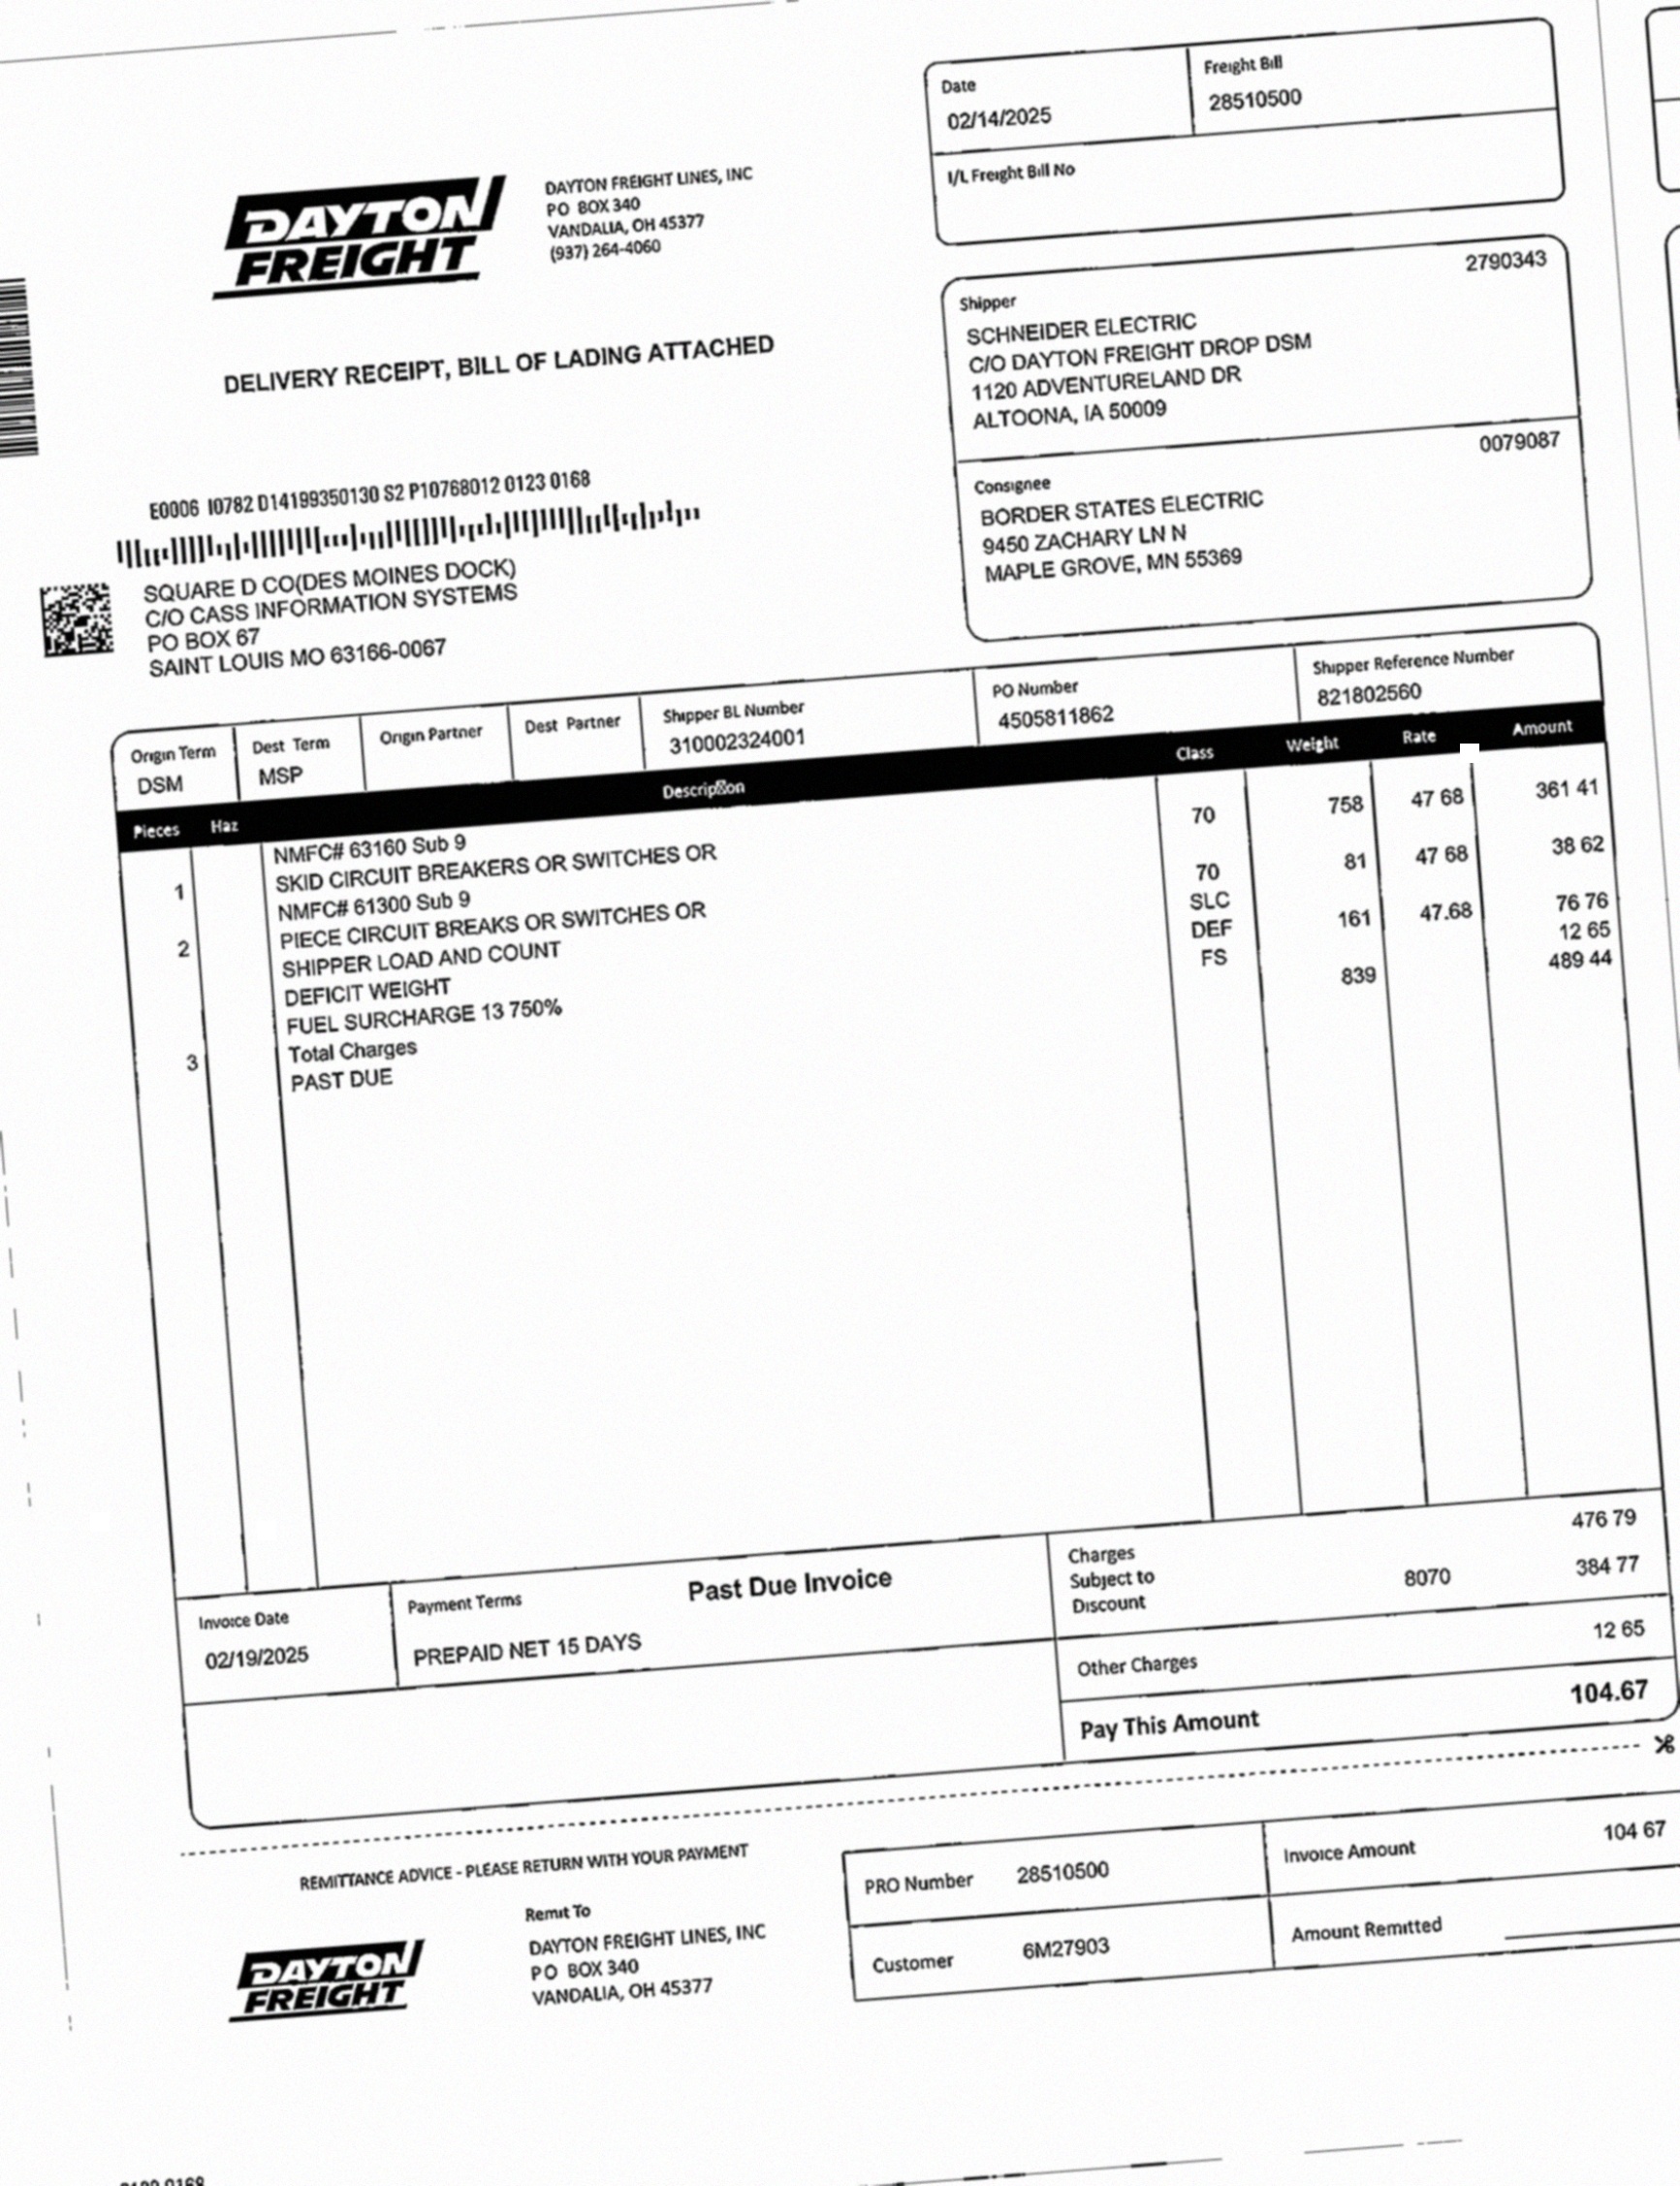 Date
02/14/2025
Freight Bill
28510500
I/L Freight Bill No
DAYTON
FREIGHT
DAYTON FREIGHT LINES, INC
PO BOX 340
VANDALIA, OH 45377
(937) 264-4060
DELIVERY RECEIPT, BILL OF LADING ATTACHED
2790343
Shipper
SCHNEIDER ELECTRIC
C/O DAYTON FREIGHT DROP DSM
1120 ADVENTURELAND DR
ALTOONA, IA 50009
0079087
Consignee
BORDER STATES ELECTRIC
9450 ZACHARY LN N
MAPLE GROVE, MN 55369
E0006 I0782 D14199350130 S2 P10768012 0123 0168
SQUARE D CO(DES MOINES DOCK)
C/O CASS INFORMATION SYSTEMS
PO BOX 67
SAINT LOUIS MO 63166-0067
Origin Term Dest Term Origin Partner Dest Partner Shipper BL Number PO Number Shipper Reference Number
DSM MSP 310002324001 4505811862 821802560
Pieces Haz Description Class Weight Rate Amount
NMFC# 63160 Sub 9
1 SKID CIRCUIT BREAKERS OR SWITCHES OR 70 758 47 68 361 41
NMFC# 61300 Sub 9
2 PIECE CIRCUIT BREAKS OR SWITCHES OR 70 81 47 68 38 62
SHIPPER LOAD AND COUNT SLC
DEFICIT WEIGHT DEF 161 47.68 76 76
FUEL SURCHARGE 13 750% FS 12 65
3 Total Charges 839 489 44
PAST DUE
Invoice Date
02/19/2025
Payment Terms
PREPAID NET 15 DAYS
Past Due Invoice
Charges 476 79
Subject to
Discount 8070 384 77
Other Charges 12 65
Pay This Amount 104.67
REMITTANCE ADVICE - PLEASE RETURN WITH YOUR PAYMENT
DAYTON
FREIGHT
Remit To
DAYTON FREIGHT LINES, INC
PO BOX 340
VANDALIA, OH 45377
PRO Number 28510500
Invoice Amount 104 67
Customer 6M27903
Amount Remitted